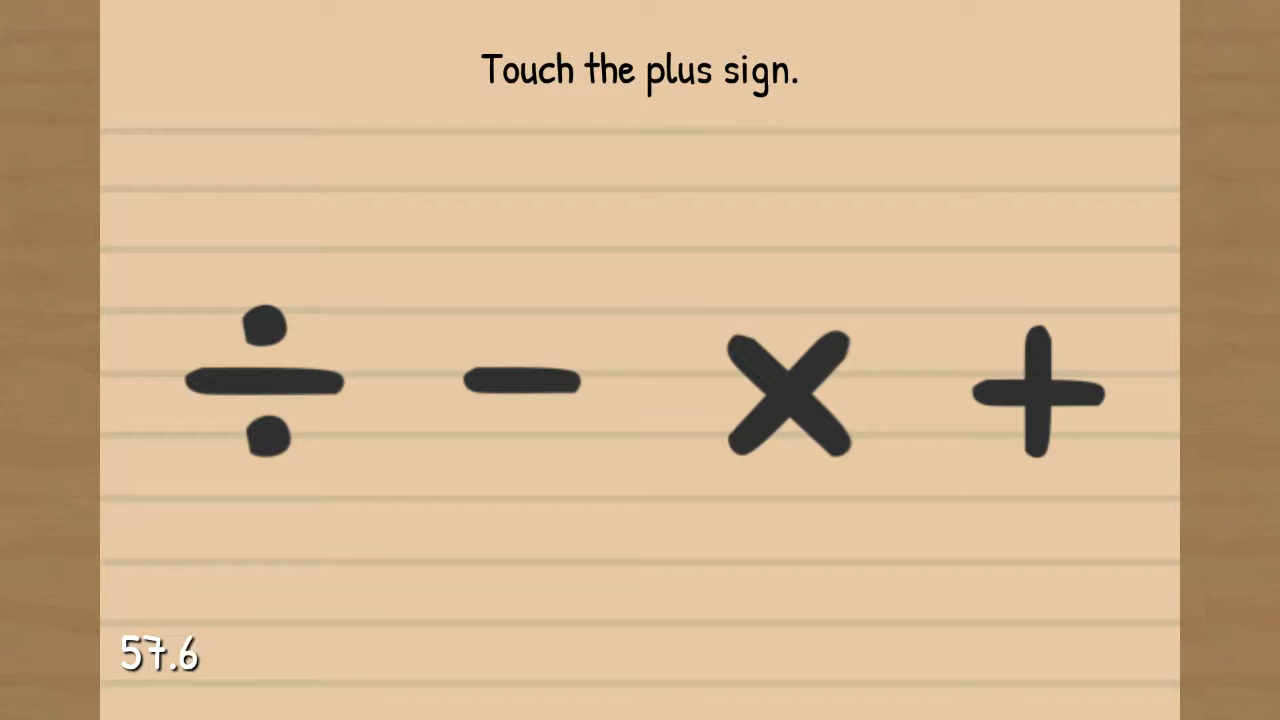 Touch the plus sign.
÷ - × +
57.6